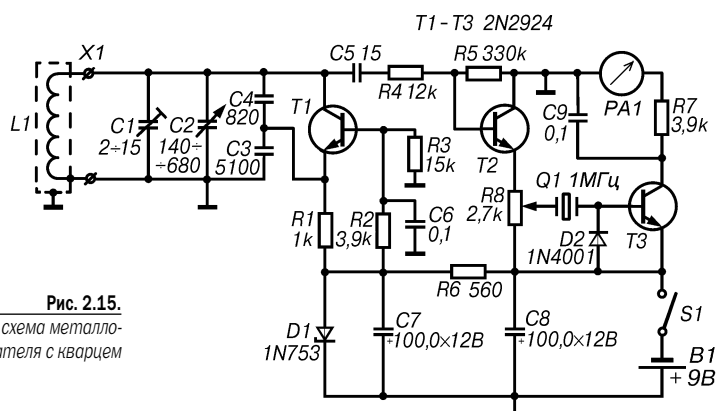 T1-T3 2N2924
X1
C5 15
R5 330k
R4 12k
PA1
L1
C1
2÷15
C2
140÷
÷680
C4
820
C3
5100
T1
R3
15k
T2
C9
0,1
R7
3,9k
R1
1k
R2
3,9k
C6
0,1
R8
2,7k
Q1 1МГц
D2
1N4001
T3
R6 560
Рис. 2.15.
схема металло-
ателя с кварцем
D1
1N753
C7
+100,0×12В
C8
+100,0×12В
S1
B1
+ 9В